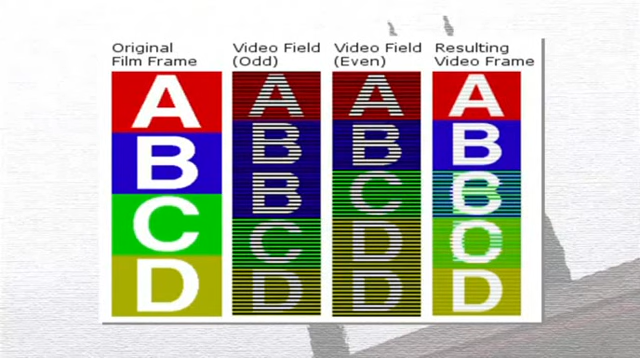 Original
Film Frame
A
B
C
D
Video Field
(Odd)
A
B
B
C
D
Video Field
(Even)
A
B
C
D
D
Resulting
Video Frame
A
B
D